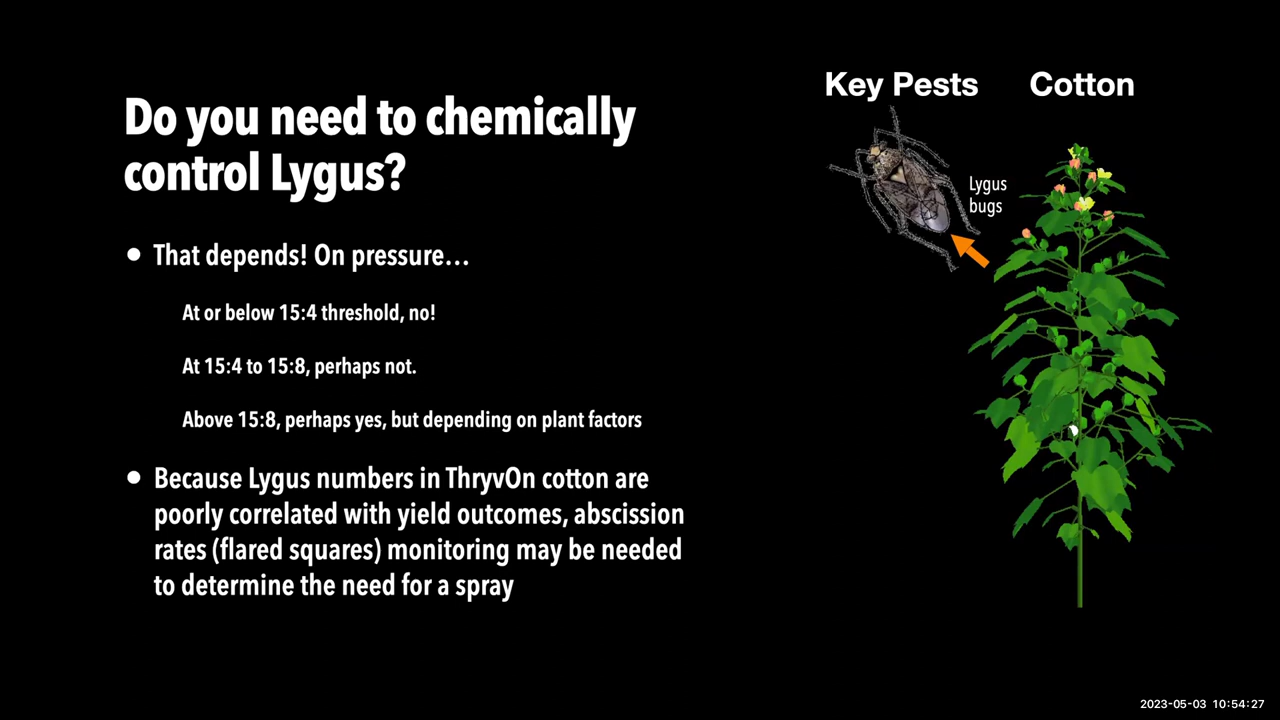 Do you need to chemically
control Lygus?
• That depends! On pressure…
At or below 15:4 threshold, no!
At 15:4 to 15:8, perhaps not.
Above 15:8, perhaps yes, but depending on plant factors
• Because Lygus numbers in ThryvOn cotton are
poorly correlated with yield outcomes, abscission
rates (flared squares) monitoring may be needed
to determine the need for a spray
Key Pests
Cotton
Lygus
bugs
2023-05-03 10:54:27